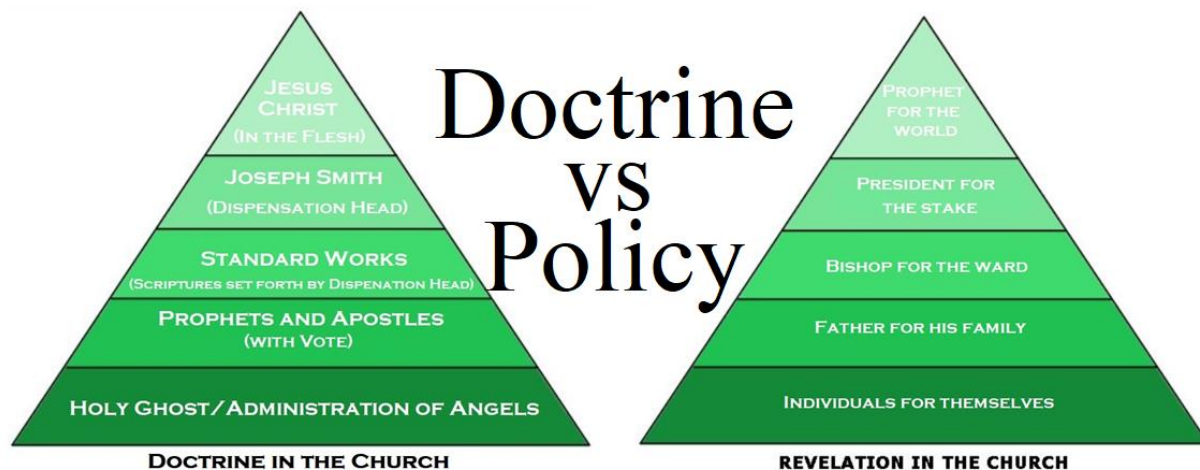 JESUS
CHRIST
(IN THE FLESH)
JOSEPH SMITH
(DISPENSATION HEAD)
STANDARD WORKS
(SCRIPTURES SET FORTH BY DISPENATION HEAD)
PROPHETS AND APOSTLES
(WITH VOTE)
HOLY GHOST/ADMINISTRATION OF ANGELS
DOCTRINE IN THE CHURCH
Doctrine
vs
Policy
PROPHET
FOR THE
WORLD
PRESIDENT FOR
THE STAKE
BISHOP FOR THE WARD
FATHER FOR HIS FAMILY
INDIVIDUALS FOR THEMSELVES
REVELATION IN THE CHURCH